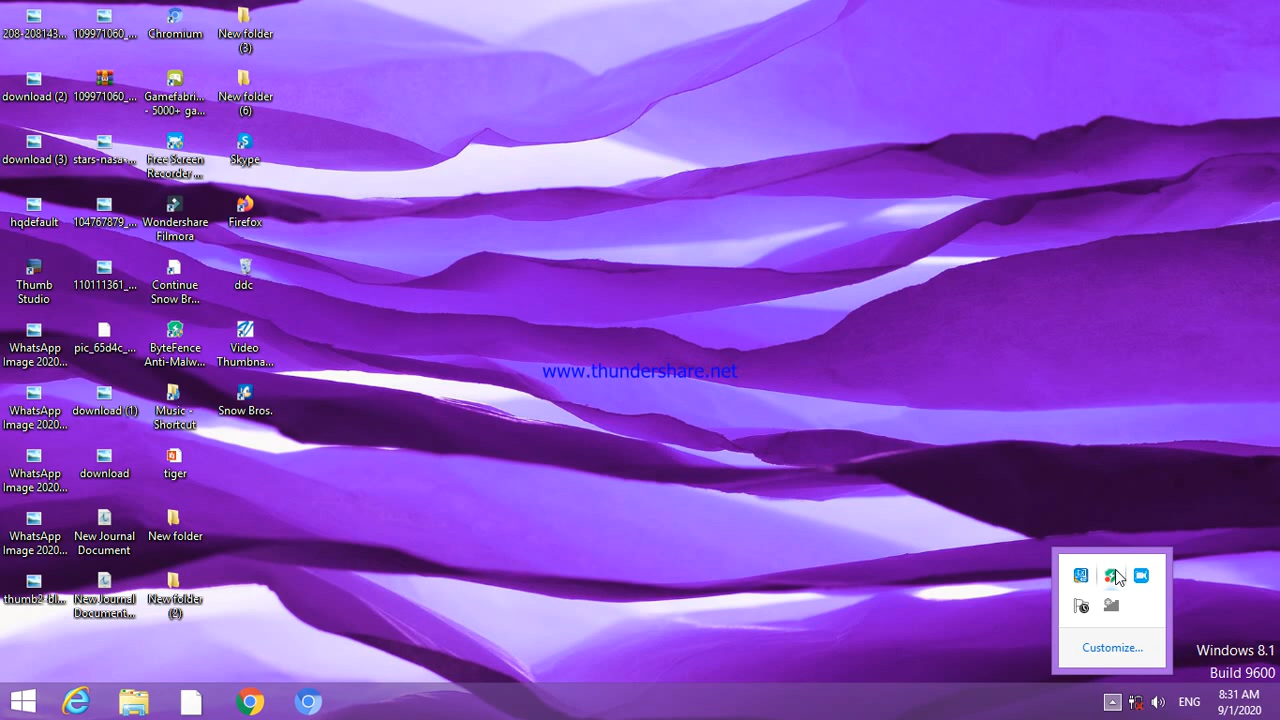 208-208143...
109971060_...
Chromium
New folder
(3)
download (2)
109971060_...
Gamefabri...
- 5000+ ga...
New folder
(6)
download (3)
stars-nasa-...
Free Screen
Recorder ...
Skype
hqdefault
104767879_...
Wondershare
Filmora
Firefox
Thumb
Studio
110111361_...
Continue
Snow Br...
ddc
WhatsApp
Image 2020...
pic_65d4c_...
ByteFence
Anti-Malw...
Video
Thumbna...
www.thundershare.net
WhatsApp
Image 2020...
download (1)
Music -
Shortcut
Snow Bros.
WhatsApp
Image 2020...
download
tiger
WhatsApp
Image 2020...
New Journal
Document
New folder
thumb2-bl...
New Journal
Document...
New folder
(2)
Customize...
Windows 8.1
Build 9600
ENG
8:31 AM
9/1/2020